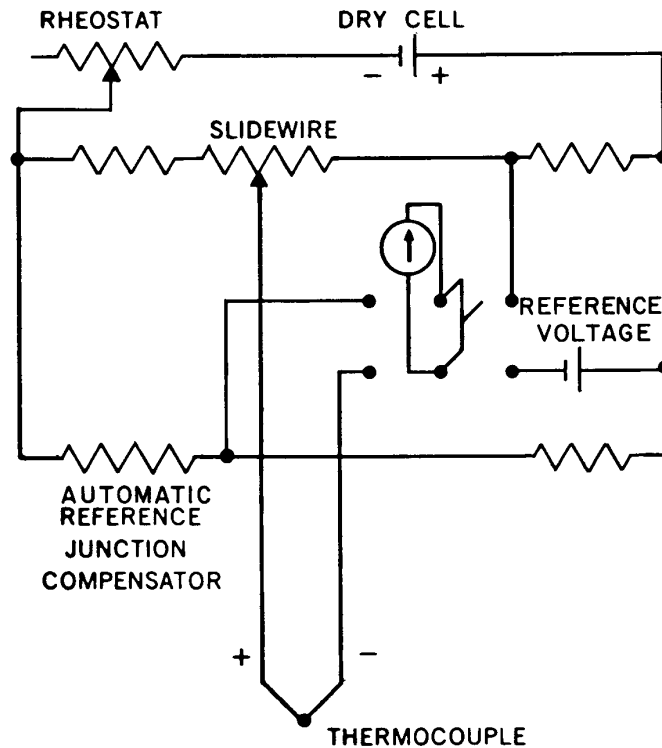 RHEOSTAT
DRY CELL
- +
SLIDEWIRE
REFERENCE
VOLTAGE
AUTOMATIC
REFERENCE
JUNCTION
COMPENSATOR
+ -
THERMOCOUPLE